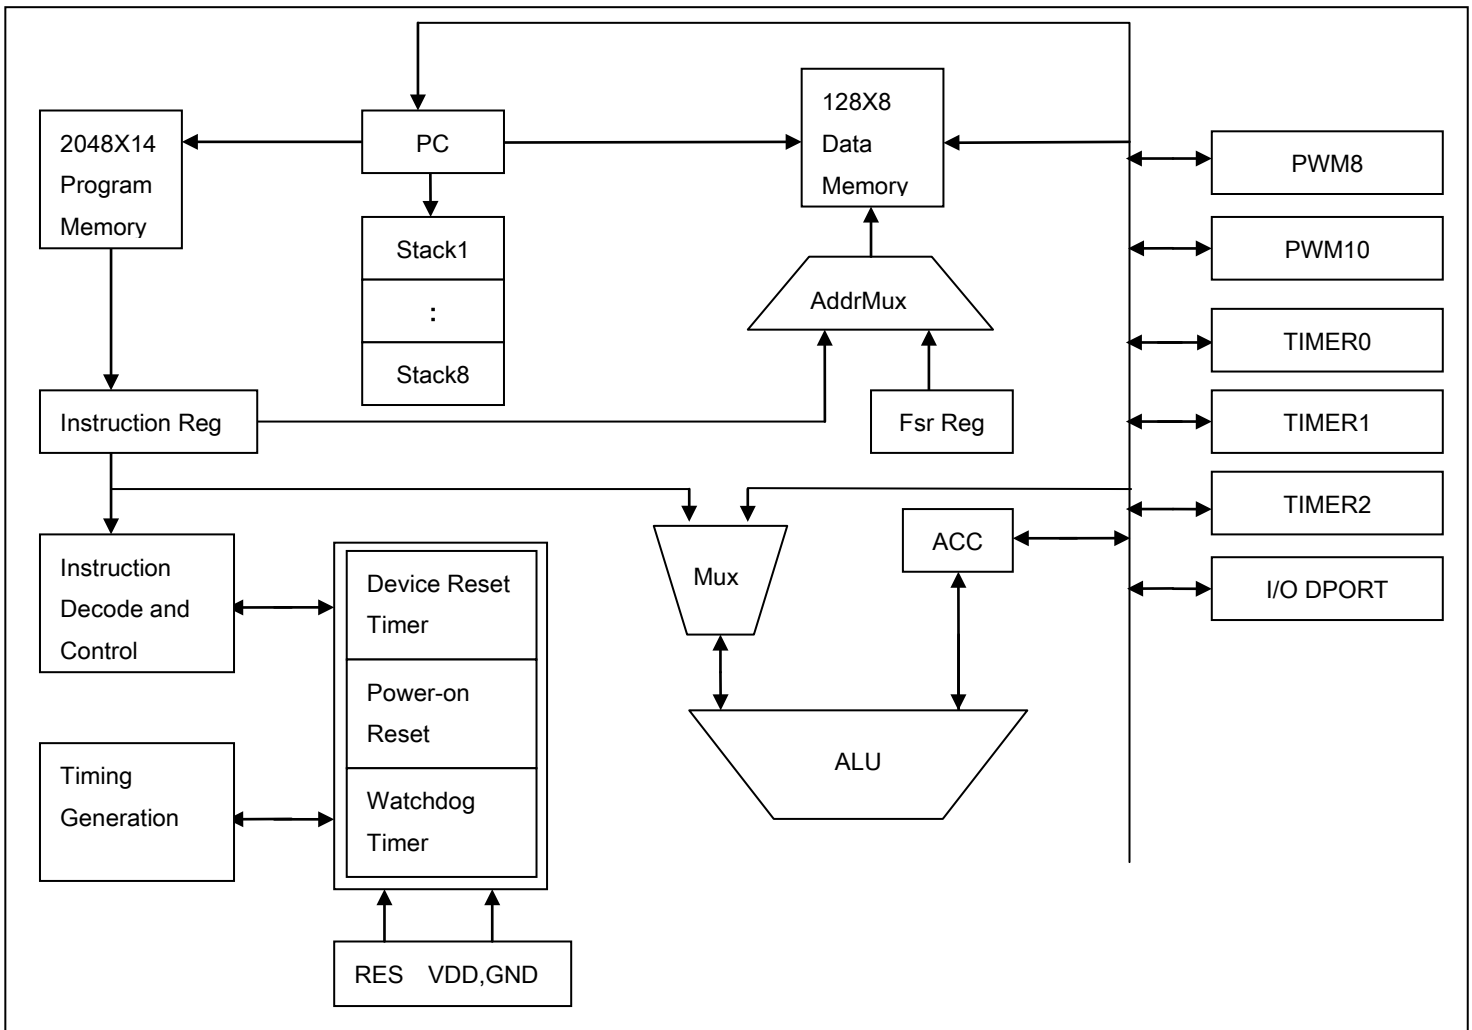 2048X14
Program
Memory
PC
Stack1
:
Stack8
128X8
Data
Memory
AddrMux
Instruction Reg
Fsr Reg
PWM8
PWM10
TIMER0
TIMER1
TIMER2
I/O DPORT
Instruction
Decode and
Control
Device Reset
Timer
Power-on
Reset
Watchdog
Timer
Mux
ACC
ALU
Timing
Generation
RES VDD,GND